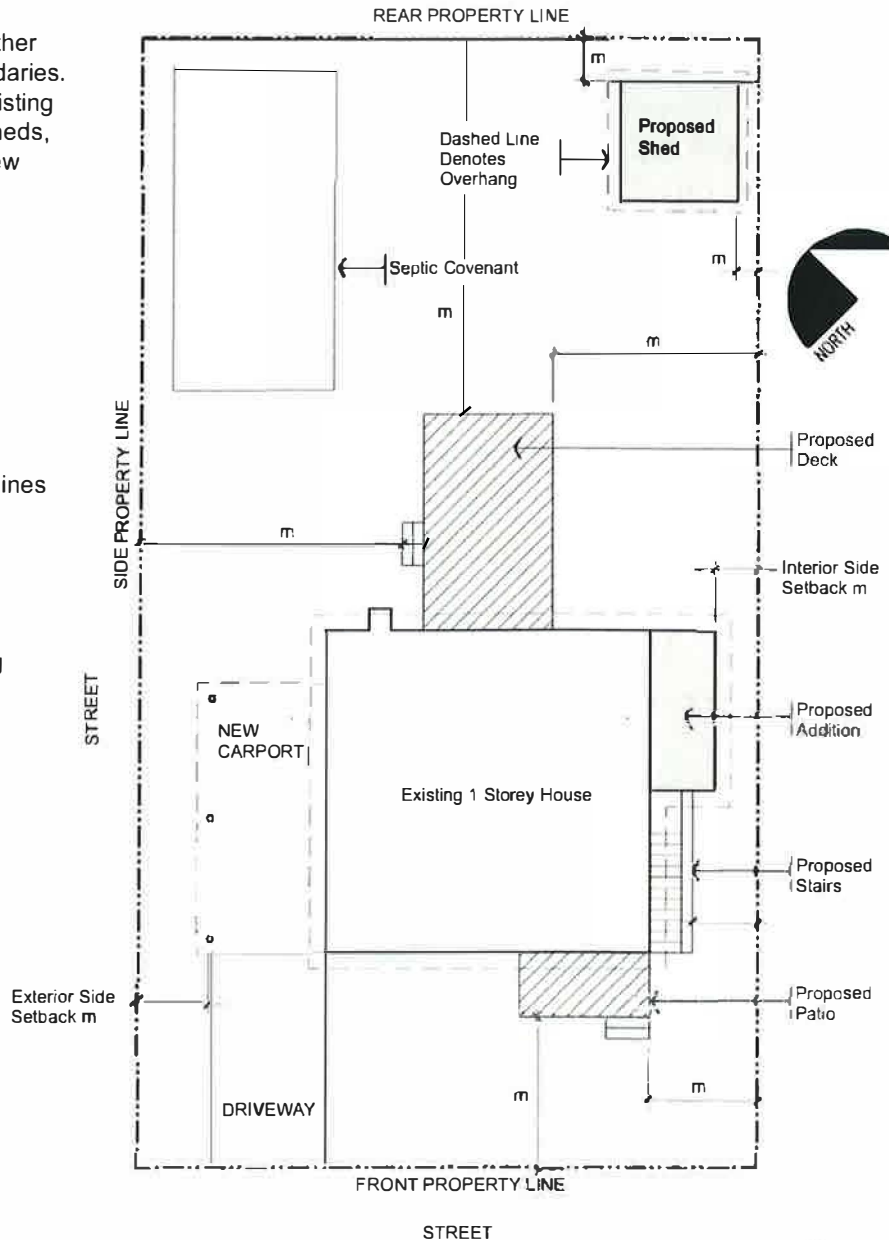 REAR PROPERTY LINE
ther
daries.
isting
heds,
ew
m
Proposed
Shed
Dashed Line
Denotes
Overhang
Septic Covenant
m
m
m
NORTH
Proposed
Deck
SIDE PROPERTY LINE
lines
m
Interior Side
Setback m
g
STREET
NEW
CARPORT
Existing 1 Storey House
Proposed
Addition
Proposed
Stairs
Exterior Side
Setback m
Proposed
Patio
m
m
DRIVEWAY
FRONT PROPERTY LINE
STREET